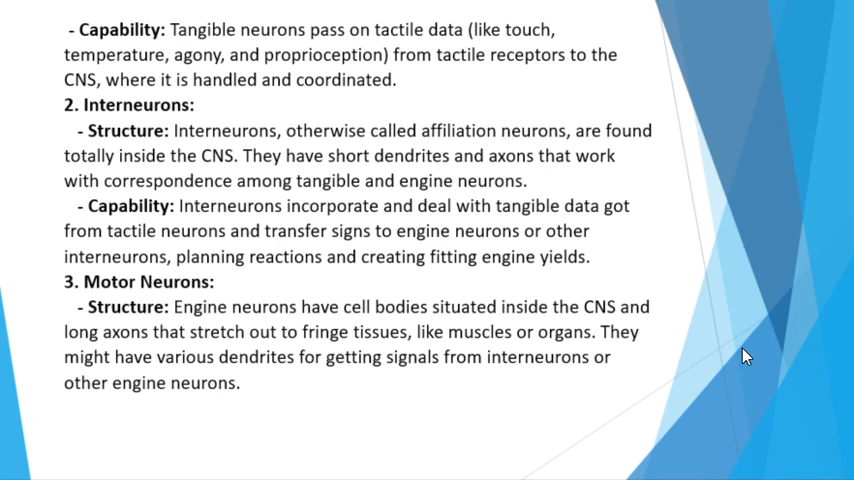 - Capability: Tangible neurons pass on tactile data (like touch,
temperature, agony, and proprioception) from tactile receptors to the
CNS, where it is handled and coordinated.
2. Interneurons:
- Structure: Interneurons, otherwise called affiliation neurons, are found
totally inside the CNS. They have short dendrites and axons that work
with correspondence among tangible and engine neurons.
- Capability: Interneurons incorporate and deal with tangible data got
from tactile neurons and transfer signs to engine neurons or other
interneurons, planning reactions and creating fitting engine yields.
3. Motor Neurons:
- Structure: Engine neurons have cell bodies situated inside the CNS and
long axons that stretch out to fringe tissues, like muscles or organs. They
might have various dendrites for getting signals from interneurons or
other engine neurons.